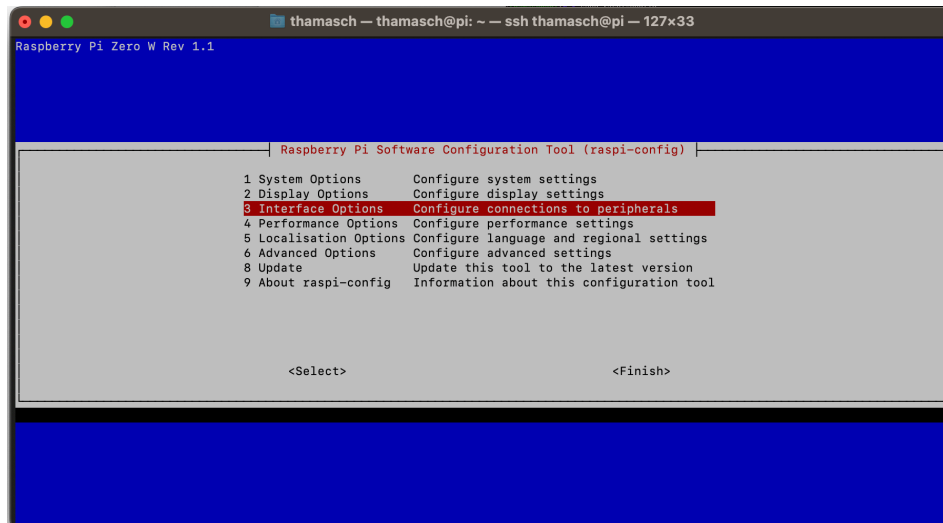 thamasch — thamasch@pi: ~ — ssh thamasch@pi — 127×33
Raspberry Pi Zero W Rev 1.1
Raspberry Pi Software Configuration Tool (raspi-config)
1 System Options Configure system settings
2 Display Options Configure display settings
3 Interface Options Configure connections to peripherals
4 Performance Options Configure performance settings
5 Localisation Options Configure language and regional settings
6 Advanced Options Configure advanced settings
8 Update Update this tool to the latest version
9 About raspi-config Information about this configuration tool
<Select> <Finish>